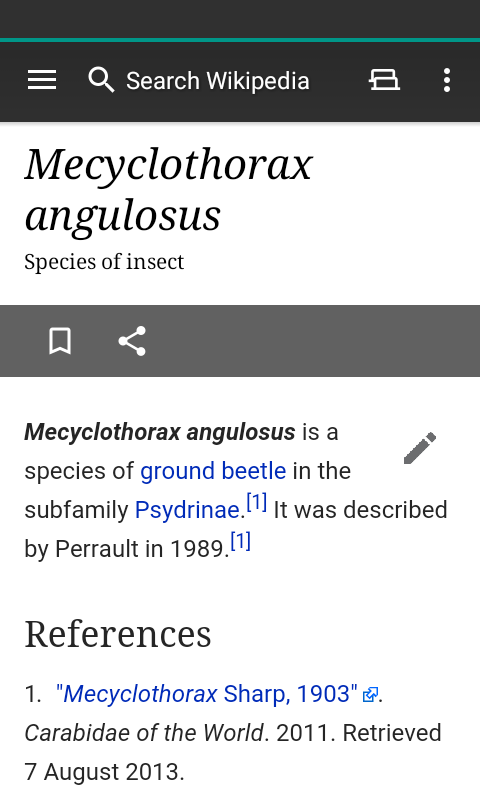 Search Wikipedia
Mecyclothorax
angulosus
Species of insect
Mecyclothorax angulosus is a
species of ground beetle in the
subfamily Psydrinae.[1] It was described
by Perrault in 1989.[1]
References
1. "Mecyclothorax Sharp, 1903".
Carabidae of the World. 2011. Retrieved
7 August 2013.